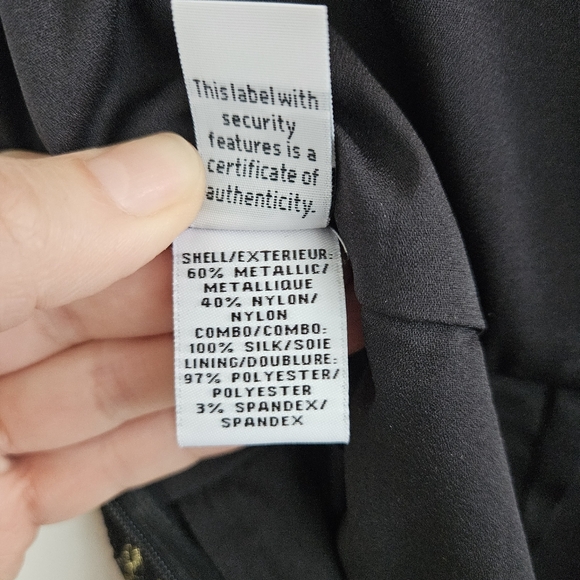 This label with
security
features is a
certificate of
authenticity.
SHELL/EXTERIEUR:
60% METALLIC/
METALLIQUE
40% NYLON/
NYLON
COMBO/COMBO:
100% SILK/SOIE
LINING/DOUBLURE:
97% POLYESTER/
POLYESTER
3% SPANDEX/
SPANDEX